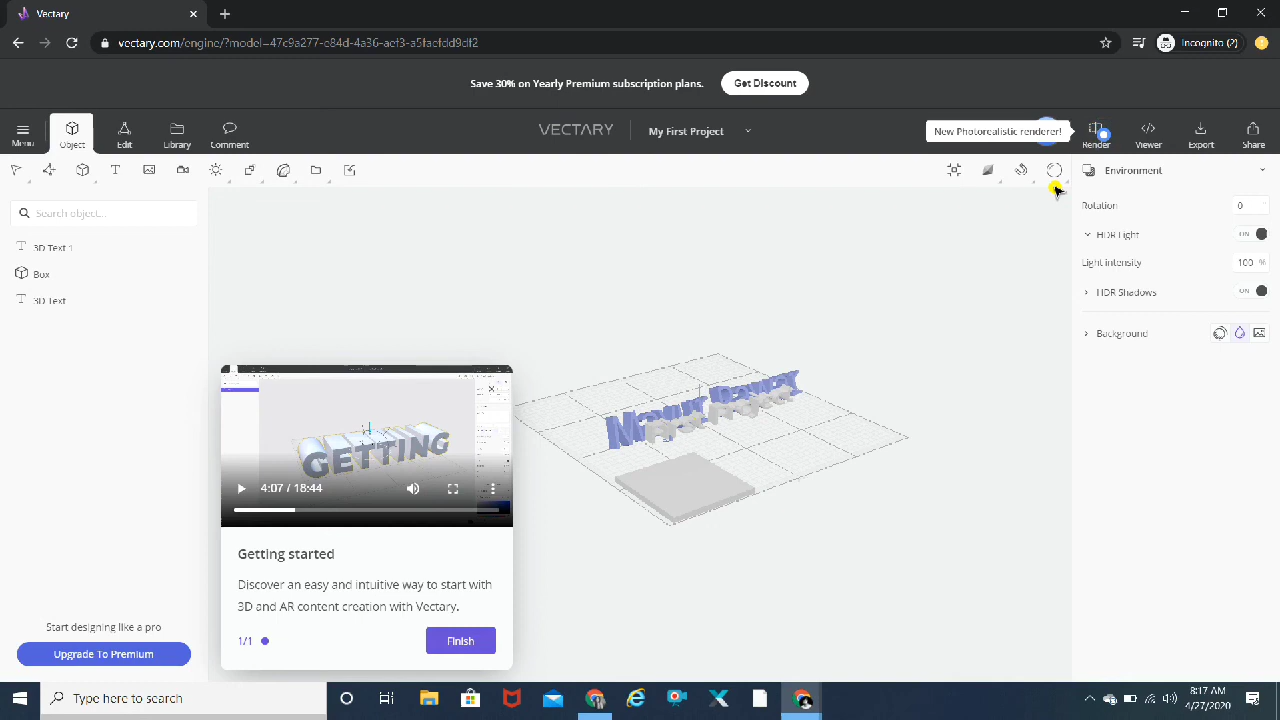 Vectary
vectary.com/engine/?model=47c9a277-e84d-4a36-aef3-a5faefdd9df2
Incognito (2)
Save 30% on Yearly Premium subscription plans.
Get Discount
Menu
Object
Edit
Library
Comment
VECTARY
My First Project
New Photorealistic renderer!
Render
Viewer
Export
Share
Search object...
3D Text 1
Box
3D Text
Environment
Rotation
0
HDR Light
ON
Light intensity
100 %
HDR Shadows
ON
Background
GETTING
4:07 / 18:44
Getting started
Discover an easy and intuitive way to start with
3D and AR content creation with Vectary.
1/1
Finish
Start designing like a pro
Upgrade To Premium
Type here to search
8:17 AM
4/27/2020